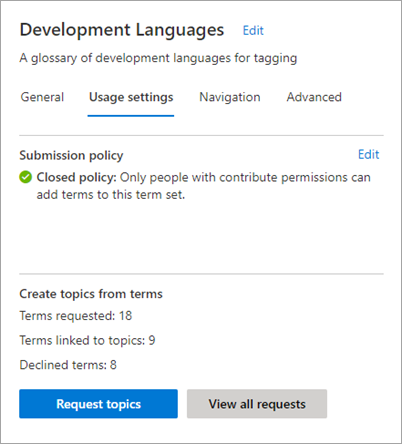 Development Languages Edit
A glossary of development languages for tagging
General Usage settings Navigation Advanced
Submission policy Edit
Closed policy: Only people with contribute permissions can
add terms to this term set.
Create topics from terms
Terms requested: 18
Terms linked to topics: 9
Declined terms: 8
Request topics View all requests